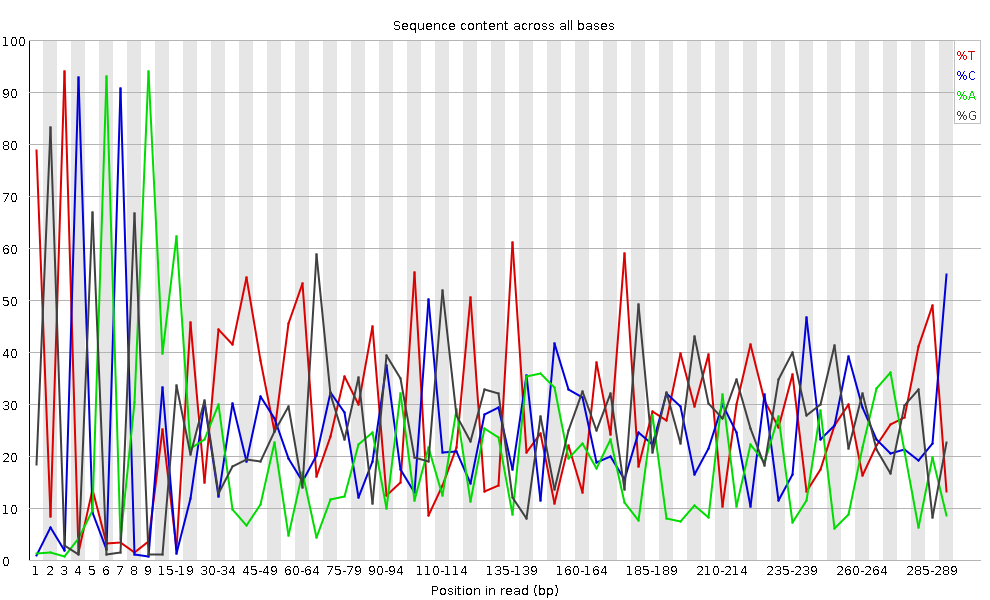 Sequence content across all bases
100
90
80
70
60
50
40
30
20
10
0
%T
%C
%A
%G
1 2 3 4 5 6 7 8 9 15-19 30-34 45-49 60-64 75-79 90-94 110-114 135-139 160-164 185-189 210-214 235-239 260-264 285-289
Position in read (bp)